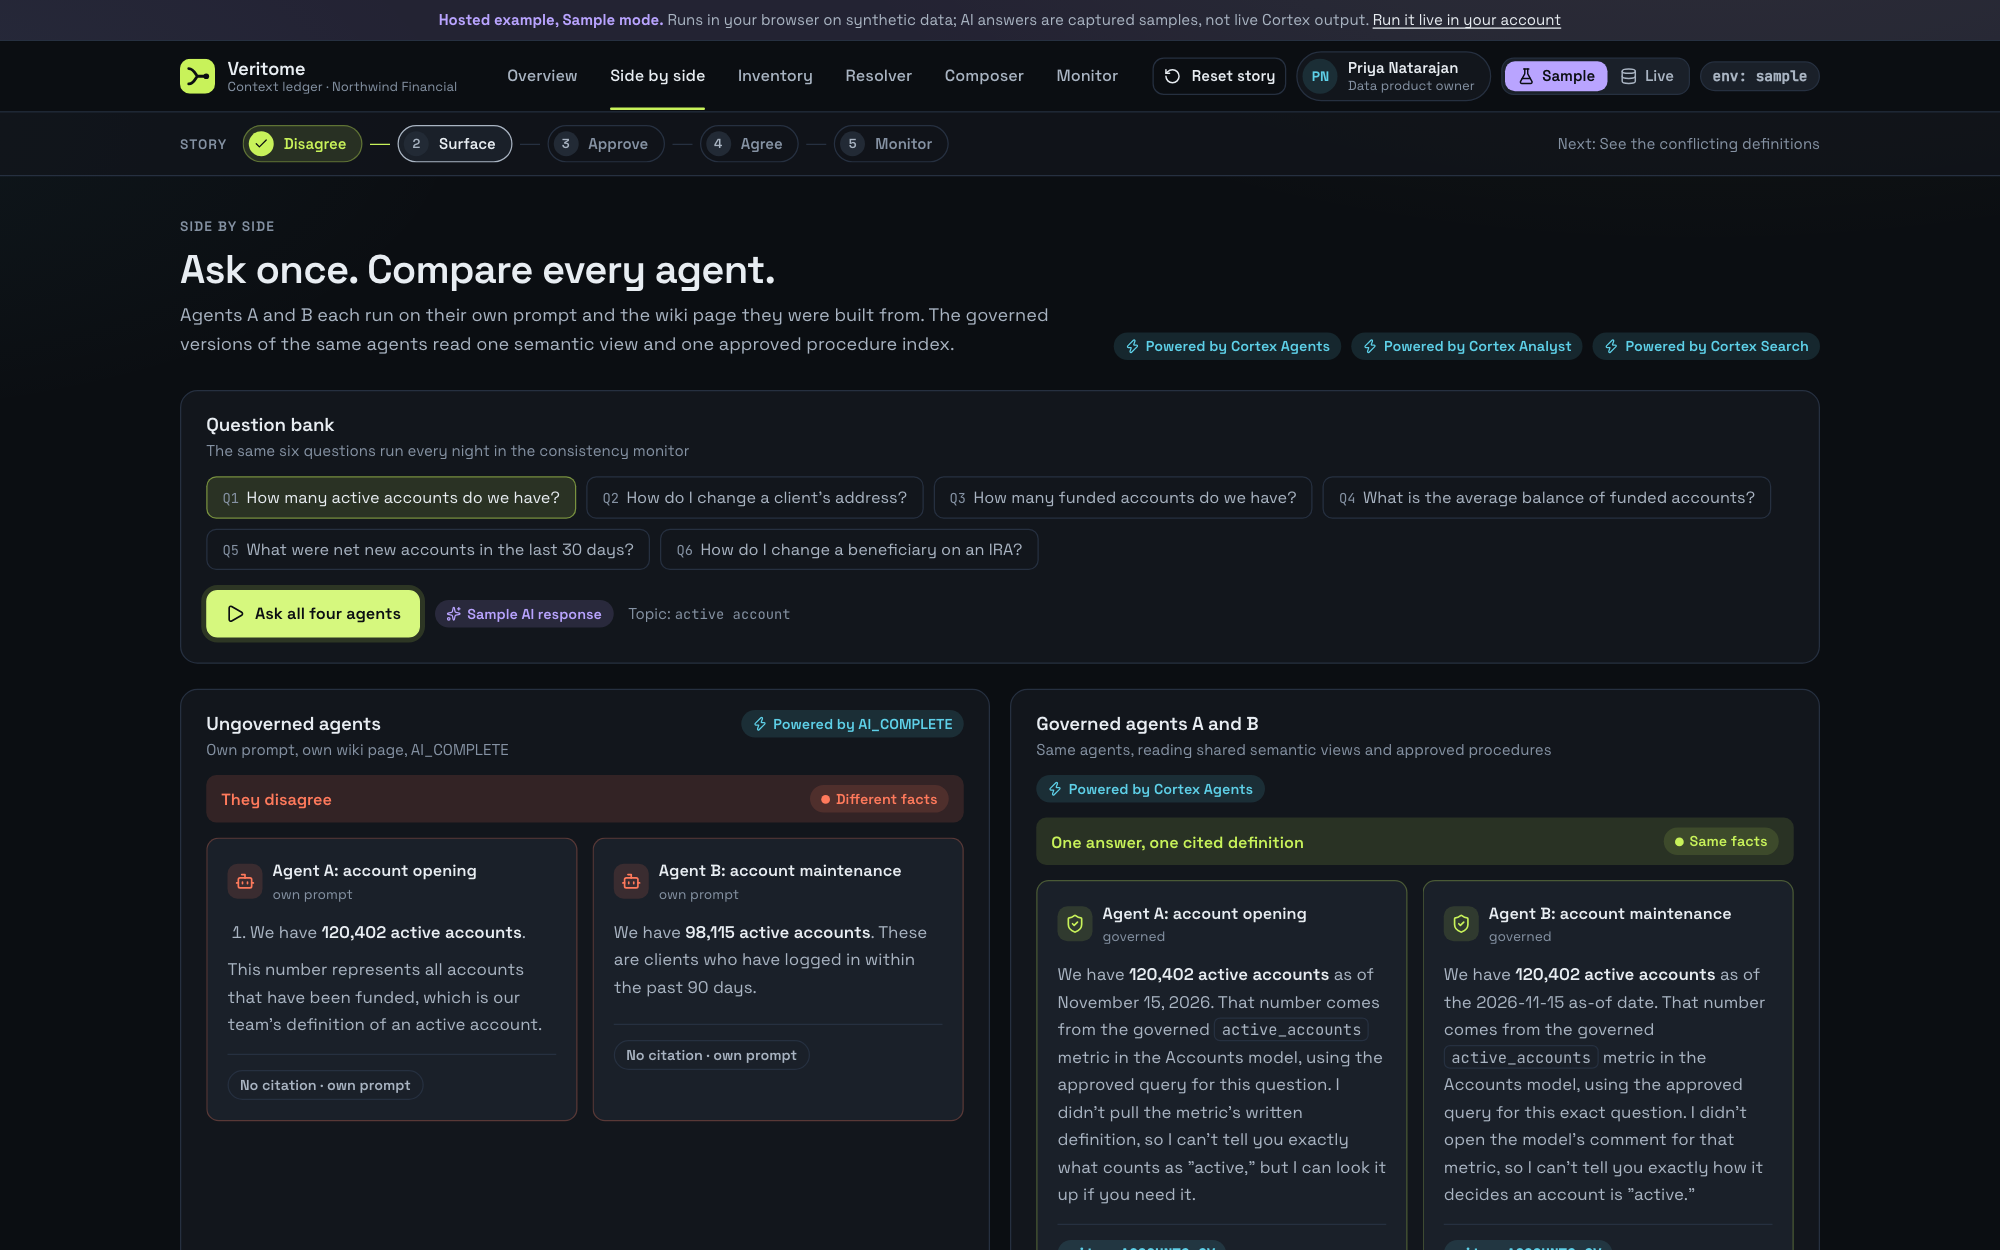 Hosted example, Sample mode. Runs in your browser on synthetic data; AI answers are captured samples, not live Cortex output. Run it live in your account
Veritome
Context ledger · Northwind Financial
Overview
Side by side
Inventory
Resolver
Composer
Monitor
Reset story
PN
Priya Natarajan
Data product owner
Sample
Live
env: sample
STORY
Disagree
2 Surface
3 Approve
4 Agree
5 Monitor
Next: See the conflicting definitions
SIDE BY SIDE
Ask once. Compare every agent.
Agents A and B each run on their own prompt and the wiki page they were built from. The governed
versions of the same agents read one semantic view and one approved procedure index.
Powered by Cortex Agents
Powered by Cortex Analyst
Powered by Cortex Search
Question bank
The same six questions run every night in the consistency monitor
Q1 How many active accounts do we have?
Q2 How do I change a client's address?
Q3 How many funded accounts do we have?
Q4 What is the average balance of funded accounts?
Q5 What were net new accounts in the last 30 days?
Q6 How do I change a beneficiary on an IRA?
Ask all four agents
Sample AI response
Topic: active account
Ungoverned agents
Own prompt, own wiki page, AI_COMPLETE
Powered by AI_COMPLETE
They disagree
Different facts
Agent A: account opening
own prompt
1. We have 120,402 active accounts.
This number represents all accounts
that have been funded, which is our
team's definition of an active account.
No citation · own prompt
Agent B: account maintenance
own prompt
We have 98,115 active accounts. These
are clients who have logged in within
the past 90 days.
No citation · own prompt
Governed agents A and B
Same agents, reading shared semantic views and approved procedures
Powered by Cortex Agents
One answer, one cited definition
Same facts
Agent A: account opening
governed
We have 120,402 active accounts as of
November 15, 2026. That number comes
from the governed active_accounts
metric in the Accounts model, using the
approved query for this question. I
didn't pull the metric's written
definition, so I can't tell you exactly
what counts as "active," but I can look it
up if you need it.
Agent B: account maintenance
governed
We have 120,402 active accounts as of
the 2026-11-15 as-of date. That number
comes from the governed
active_accounts metric in the
Accounts model, using the approved
query for this exact question. I didn't
open the model's comment for that
metric, so I can't tell you exactly how it
decides an account is "active."